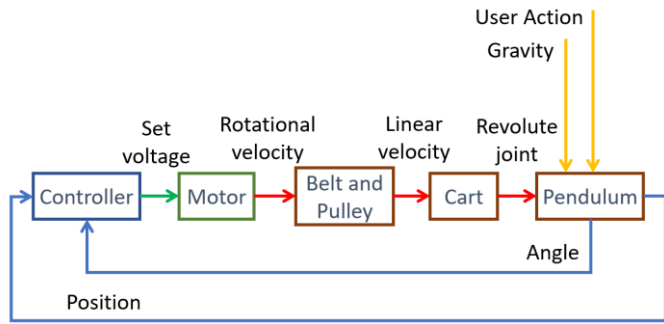 User Action
Gravity
Set
voltage
Rotational
velocity
Linear
velocity
Revolute
joint
Controller
Motor
Belt and
Pulley
Cart
Pendulum
Angle
Position